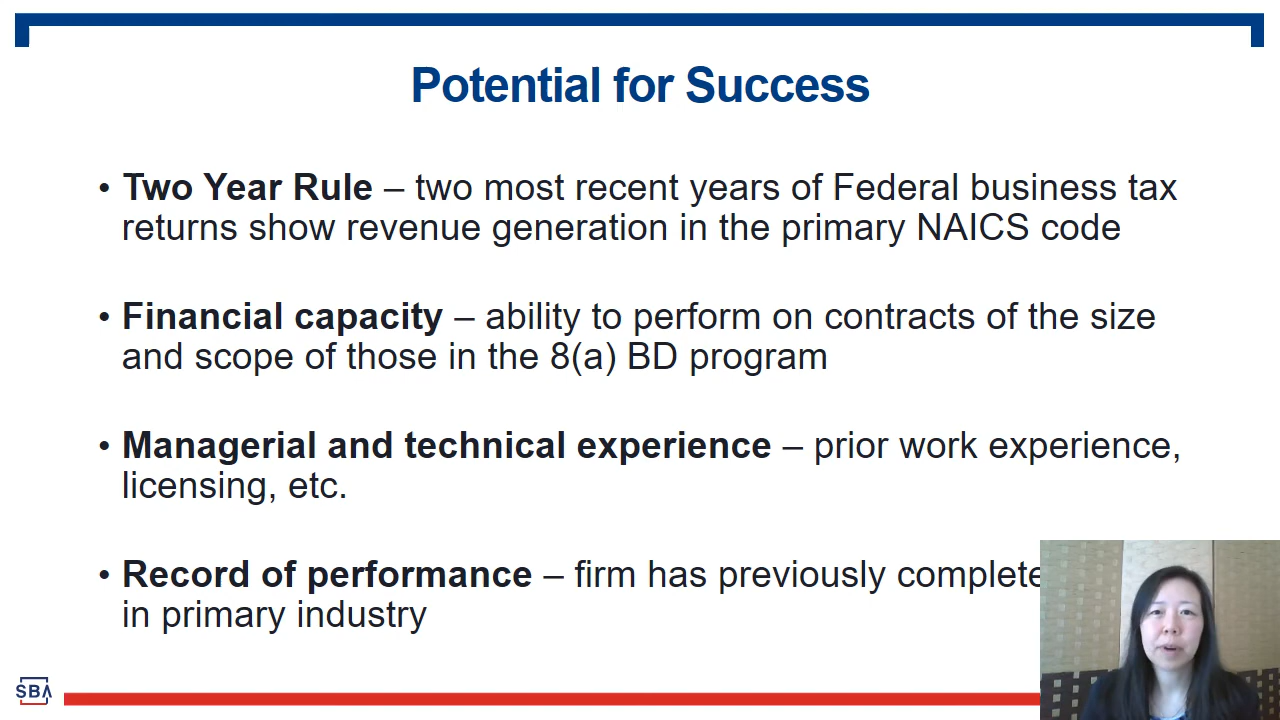 Potential for Success
• Two Year Rule – two most recent years of Federal business tax
returns show revenue generation in the primary NAICS code
• Financial capacity – ability to perform on contracts of the size
and scope of those in the 8(a) BD program
• Managerial and technical experience – prior work experience,
licensing, etc.
• Record of performance – firm has previously complete
in primary industry
SBA